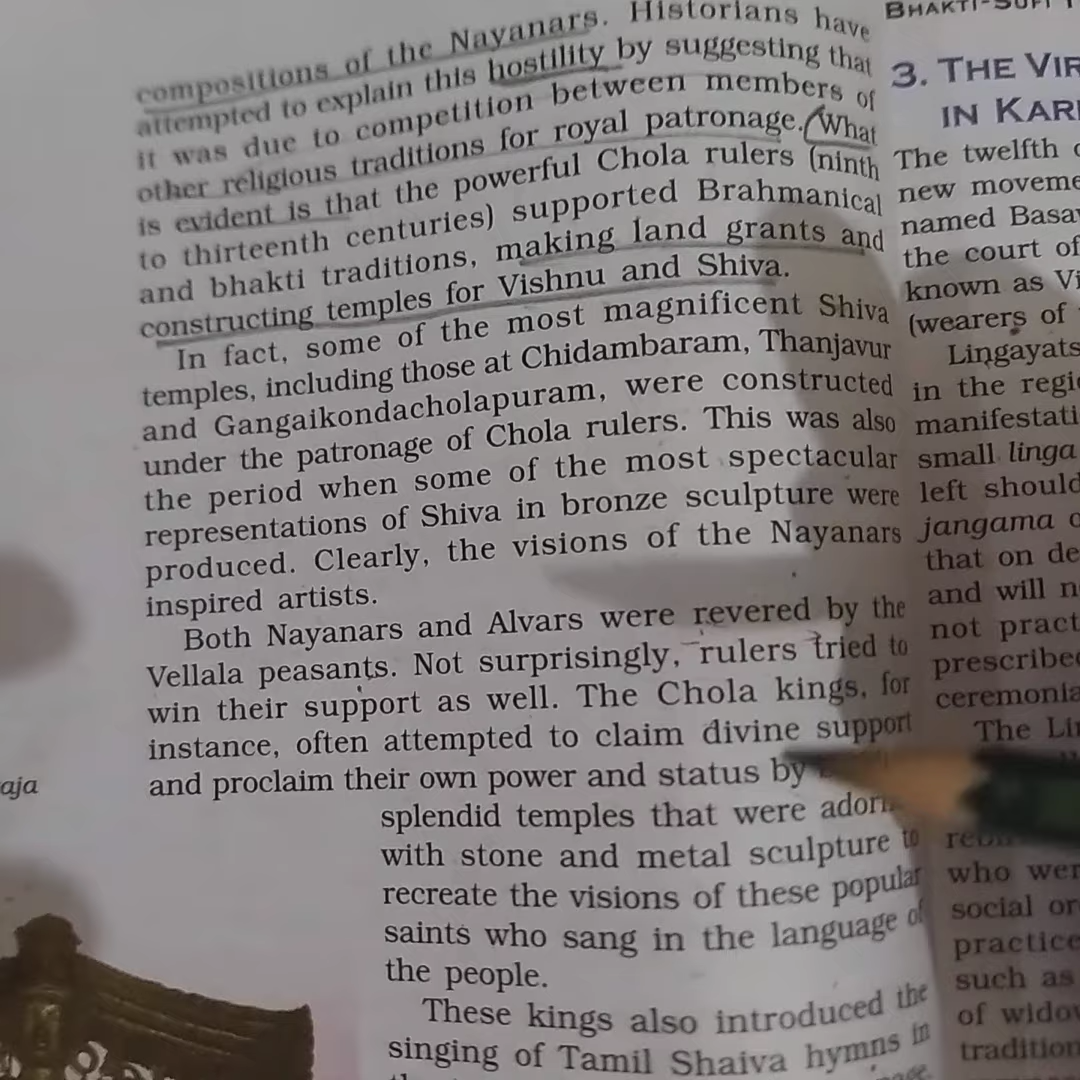 compositions of the Nayanars. Historians have
attempted to explain this hostility by suggesting that
it was due to competition between members of
other religious traditions for royal patronage. What
is evident is that the powerful Chola rulers (ninth
to thirteenth centuries) supported Brahmanical
and bhakti traditions, making land grants and
constructing temples for Vishnu and Shiva.
In fact, some of the most magnificent Shiva
temples, including those at Chidambaram, Thanjavur
and Gangaikondacholapuram, were constructed
under the patronage of Chola rulers. This was also
the period when some of the most spectacular
representations of Shiva in bronze sculpture were
produced. Clearly, the visions of the Nayanars
inspired artists.
Both Nayanars and Alvars were revered by the
Vellala peasants. Not surprisingly, rulers tried to
win their support as well. The Chola kings, for
instance, often attempted to claim divine support
and proclaim their own power and status by
splendid temples that were
with stone and metal sculpture to
recreate the visions of these popular
saints who sang in the language of
the people.
These kings also introduced the
singing of Tamil Shaiva hymns in
aja
BHAKTI-
3. THE VIR
IN KAR
The twelfth
new moveme
named Basav
the court of
known as Vi
(wearers of
Lingayats
in the regi
manifestati
small linga
left should
jangama
that on de
and will n
not pract
prescribe
ceremonia
The Lin
who wer
social or
practice
such as
of widow
tradition